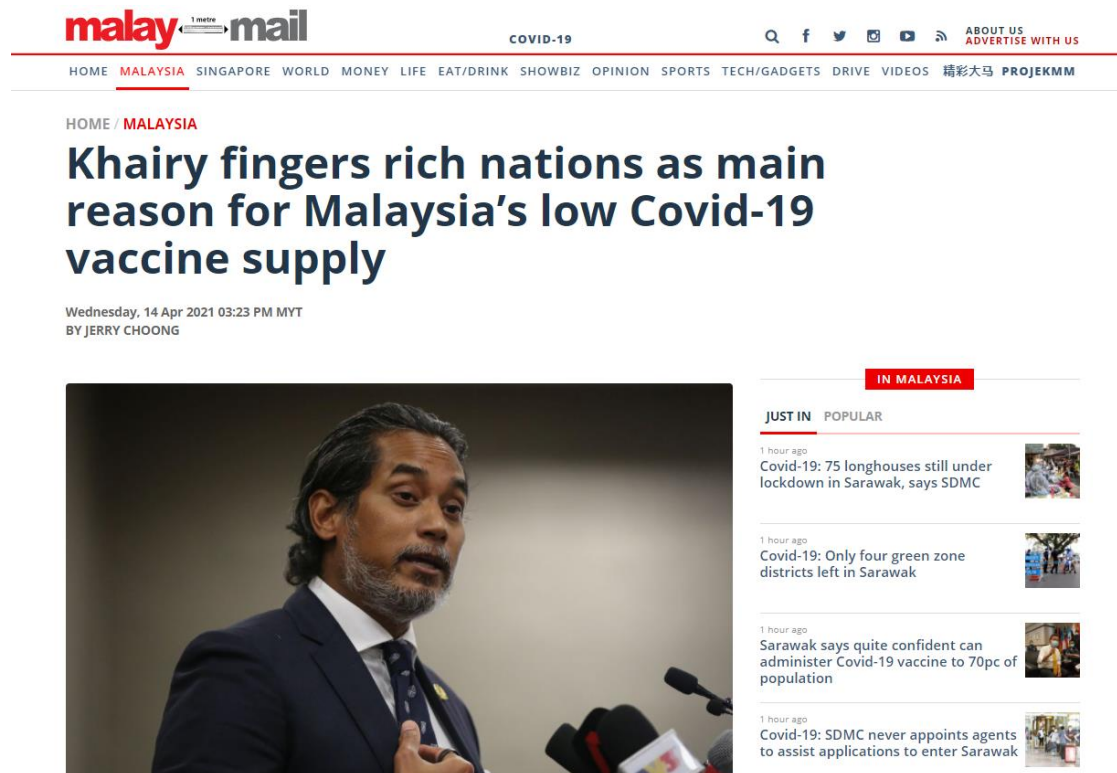 malay 1 metre mail
COVID-19
ABOUT US
ADVERTISE WITH US
HOME MALAYSIA SINGAPORE WORLD MONEY LIFE EAT/DRINK SHOWBIZ OPINION SPORTS TECH/GADGETS DRIVE VIDEOS 精彩大马 PROJEKMM
HOME / MALAYSIA
Khairy fingers rich nations as main
reason for Malaysia’s low Covid-19
vaccine supply
Wednesday, 14 Apr 2021 03:23 PM MYT
BY JERRY CHOONG
IN MALAYSIA
JUST IN POPULAR
1 hour ago
Covid-19: 75 longhouses still under
lockdown in Sarawak, says SDMC
1 hour ago
Covid-19: Only four green zone
districts left in Sarawak
1 hour ago
Sarawak says quite confident can
administer Covid-19 vaccine to 70pc of
population
1 hour ago
Covid-19: SDMC never appoints agents
to assist applications to enter Sarawak